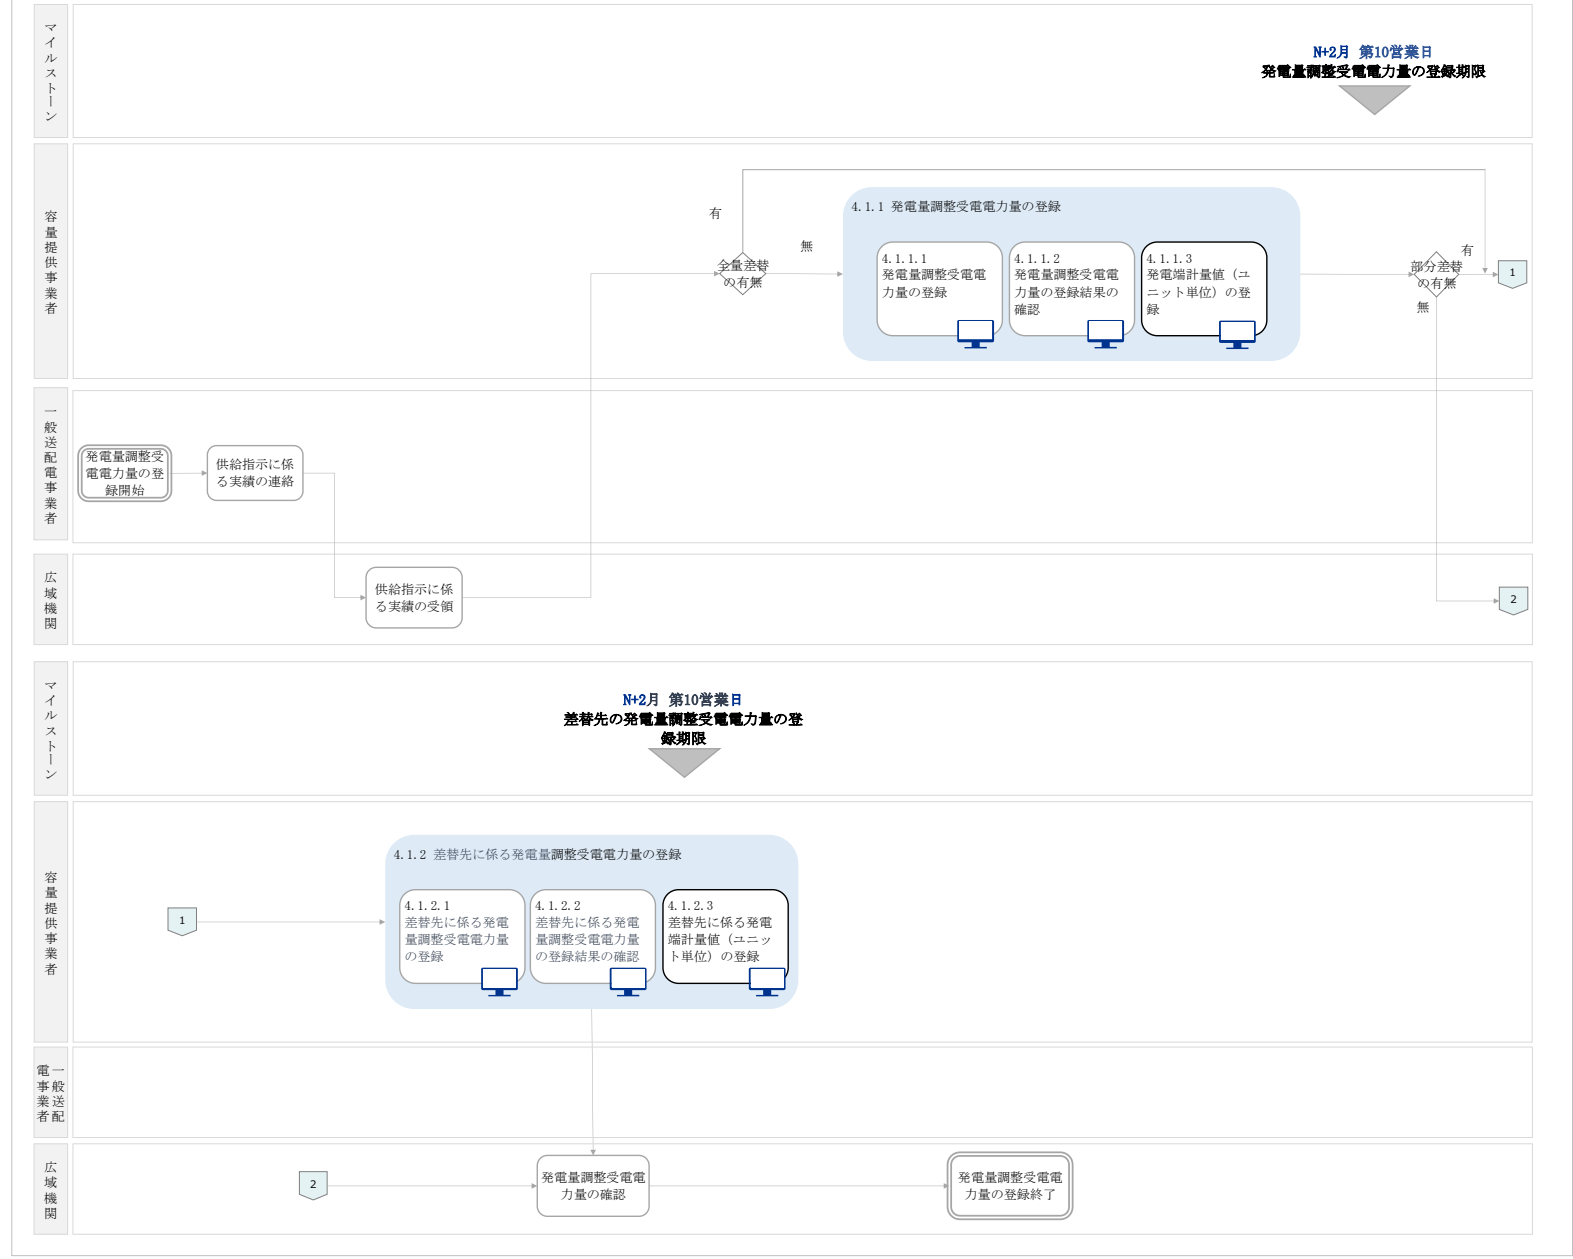 マイルストーン
N+2月 第10営業日
発電量調整受電電力量の登録期限
容量提供事業者
有
無
全量差替
の有無
4.1.1 発電量調整受電電力量の登録
4.1.1.1
発電量調整受電電
力量の登録
4.1.1.2
発電量調整受電電
力量の登録結果の
確認
4.1.1.3
発電端計量値（ユ
ニット単位）の登
録
部分差替
の有無
有
無
1
一般送配電事業者
発電量調整受
電電力量の登
録開始
供給指示に係
る実績の連絡
広域機関
供給指示に係
る実績の受領
2
マイルストーン
N+2月 第10営業日
差替先の発電量調整受電電力量の登
録期限
容量提供事業者
1
4.1.2 差替先に係る発電量調整受電電力量の登録
4.1.2.1
差替先に係る発電
量調整受電電力量
の登録
4.1.2.2
差替先に係る発電
量調整受電電力量
の登録結果の確認
4.1.2.3
差替先に係る発電
端計量値（ユニッ
ト単位）の登録
一般送配
電事業者
広域機関
2
発電量調整受電電
力量の確認
発電量調整受電電
力量の登録終了